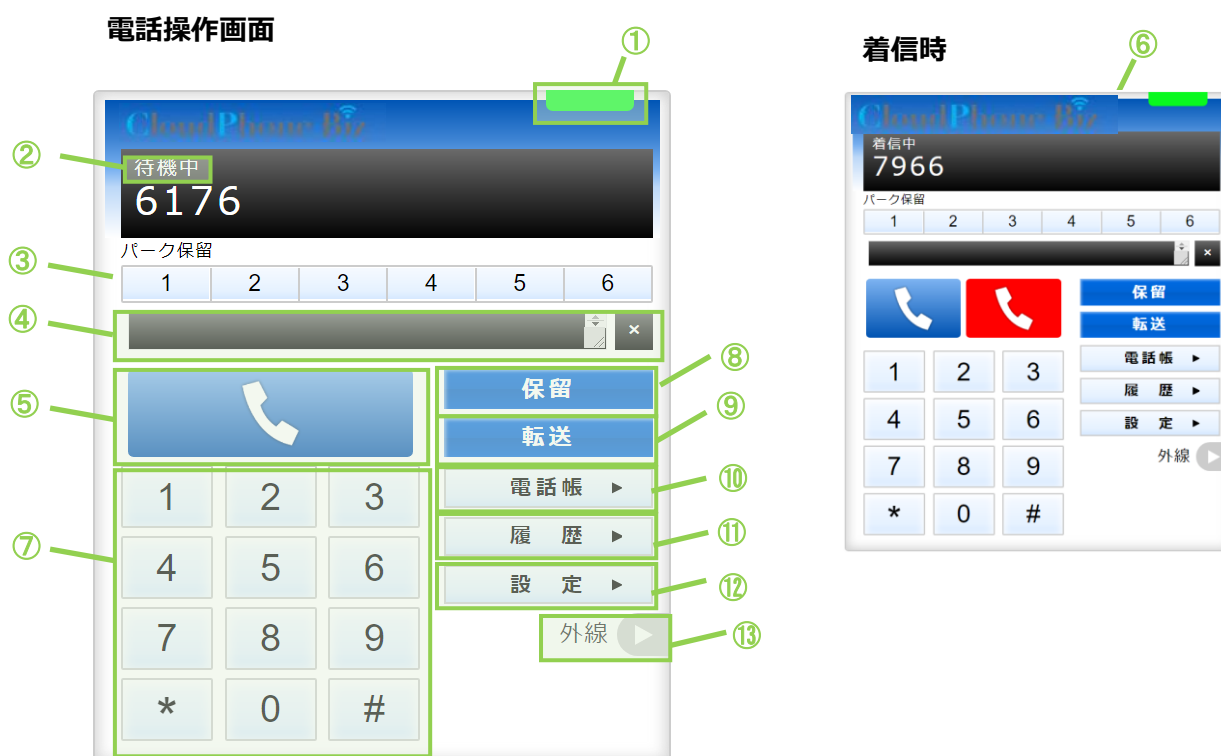 電話操作画面
①
CloudPhone Biz
②
待機中
6176
パーク保留
③
1 2 3 4 5 6
④
×
⑤
保留
⑧
転送
⑨
電話帳 ▶
⑩
履 歴 ▶
⑪
設 定 ▶
⑫
外線 ▶
⑬
⑦
1 2 3
4 5 6
7 8 9
* 0 #
着信時
⑥
CloudPhone Biz
着信中
7966
パーク保留
1 2 3 4 5 6
×
保留
転送
電話帳 ▶
履 歴 ▶
設 定 ▶
外線 ▶
1 2 3
4 5 6
7 8 9
* 0 #